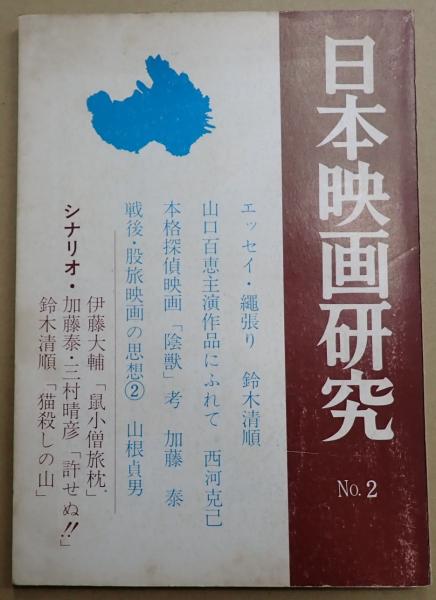 日本映画研究
No. 2
エッセイ・繩張り 鈴木清順
山口百恵主演作品にふれて 西河克己
本格探偵映画「陰獣」考 加藤 泰
戦後・股旅映画の思想② 山根貞男
シナリオ・
伊藤大輔「鼠小僧旅枕」
加藤泰・三村晴彦「許せぬ!!」
鈴木清順「猫殺しの山」